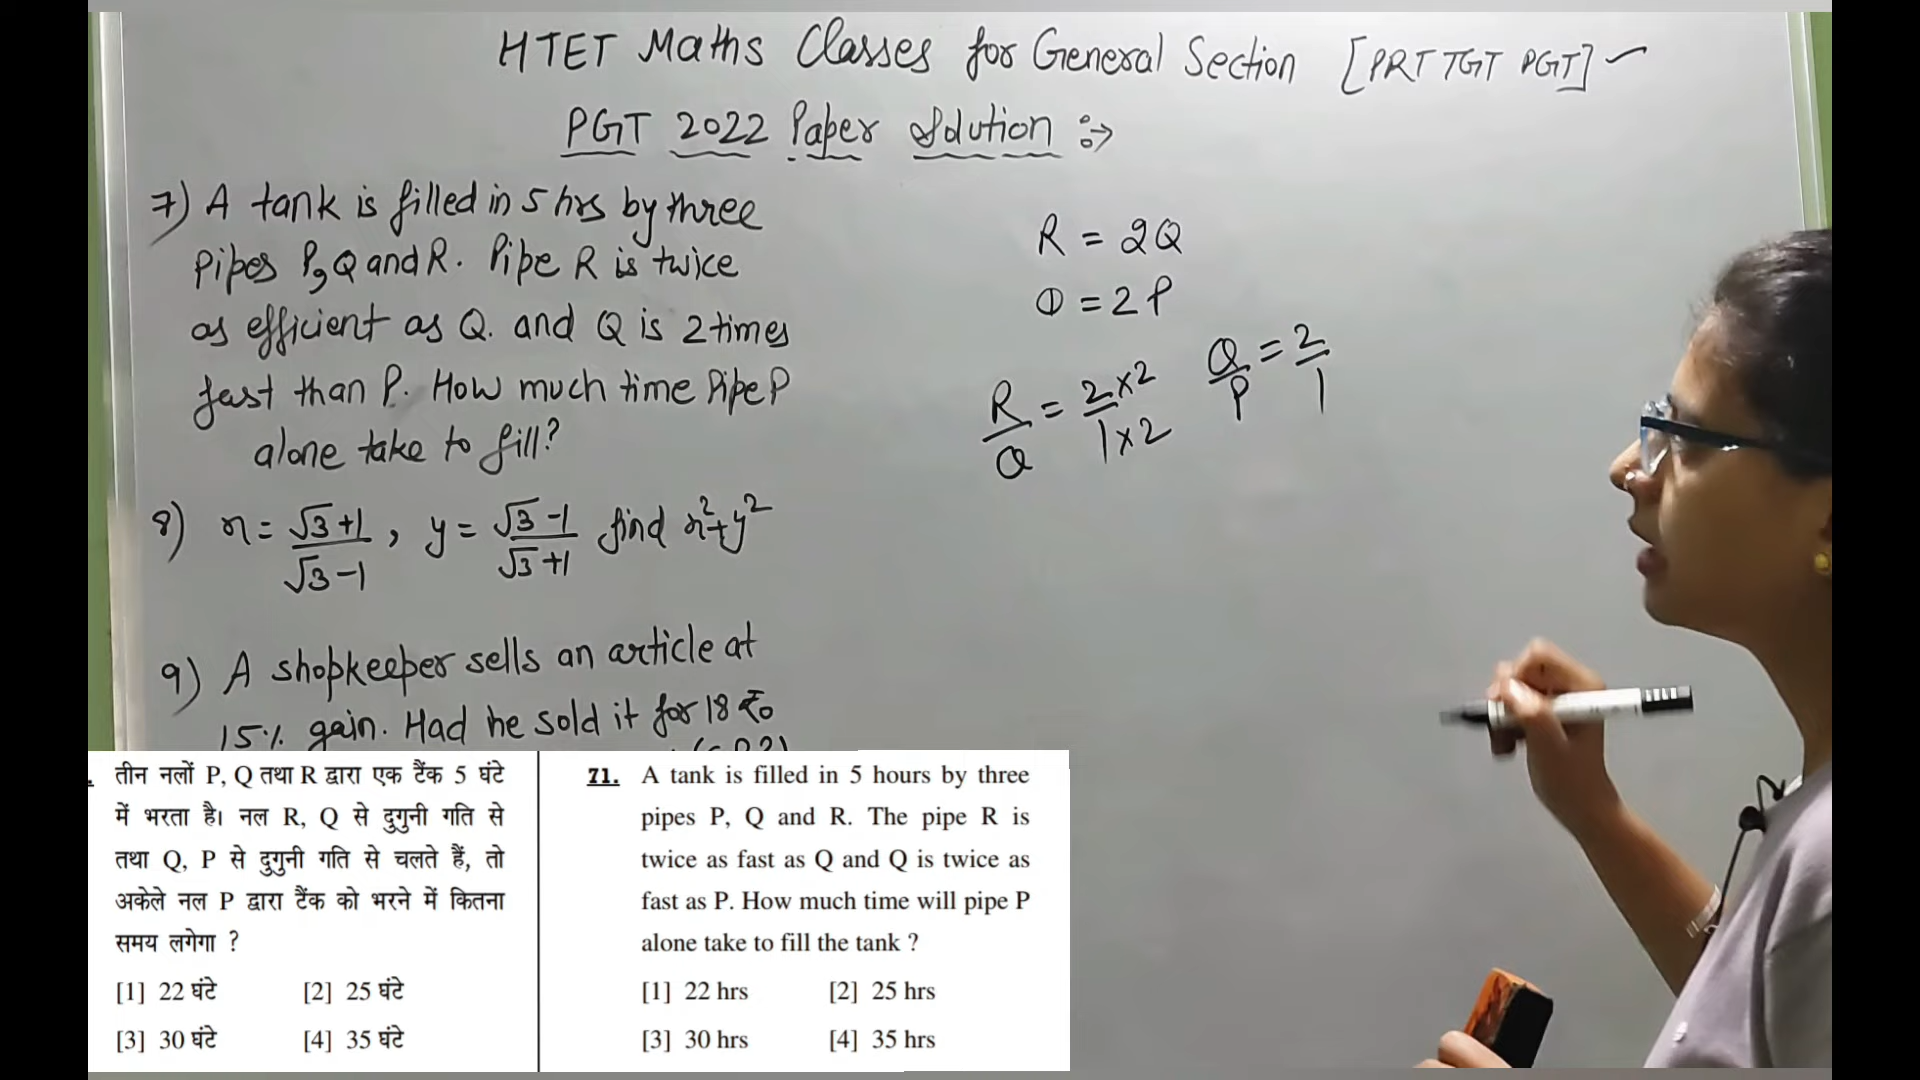 HTET Maths Classes for General Section [PRT TGT PGT]
PGT 2022 Paper Solution :->
7) A tank is filled in 5 hrs by three
Pipes P, Q and R. Pipe R is twice
as efficient as Q. and Q is 2 times
fast than P. How much time Pipe P
alone take to fill?
8) x = √3+1/√3-1, y = √3-1/√3+1 find x²+y²
9) A shopkeeper sells an article at
15% gain. Had he sold it for 18 ₹
R = 2Q
Q = 2P
R/Q = 2×2/1×2 Q/P = 2/1
तीन नलों P, Q तथा R द्वारा एक टैंक 5 घंटे
में भरता है। नल R, Q से दुगुनी गति से
तथा Q, P से दुगुनी गति से चलते हैं, तो
अकेले नल P द्वारा टैंक को भरने में कितना
समय लगेगा ?
[1] 22 घंटे [2] 25 घंटे
[3] 30 घंटे [4] 35 घंटे
71. A tank is filled in 5 hours by three
pipes P, Q and R. The pipe R is
twice as fast as Q and Q is twice as
fast as P. How much time will pipe P
alone take to fill the tank ?
[1] 22 hrs [2] 25 hrs
[3] 30 hrs [4] 35 hrs